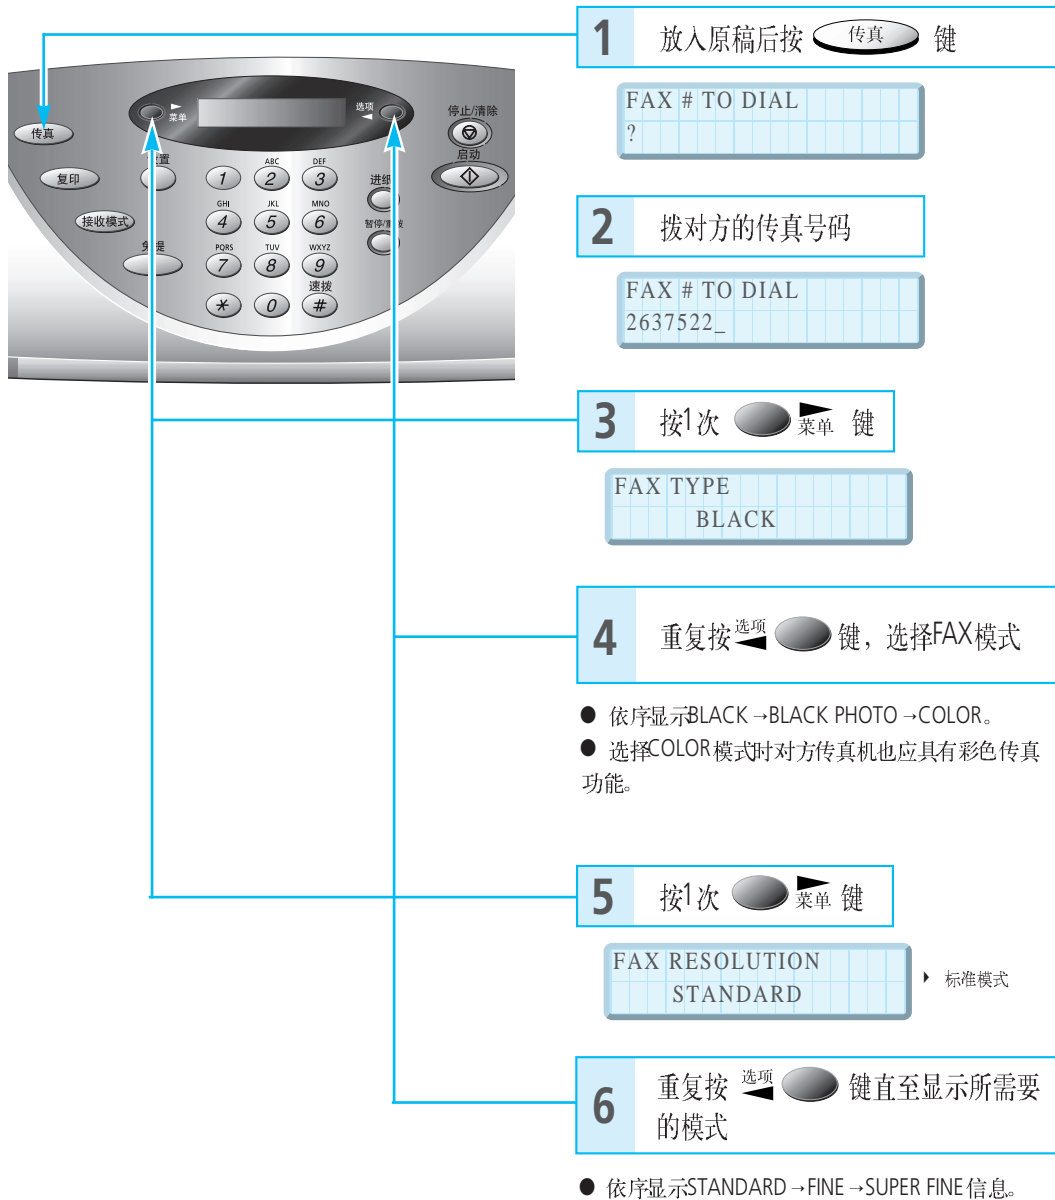 1 放入原稿后按 传真 键
FAX # TO DIAL
?
2 拨对方的传真号码
FAX # TO DIAL
2637522_
3 按1次 菜单 键
FAX TYPE
BLACK
4 重复按 选项 键，选择FAX模式
● 依序显示BLACK→BLACK PHOTO→COLOR。
● 选择COLOR模式时对方传真机也应具有彩色传真
功能。
5 按1次 菜单 键
FAX RESOLUTION
STANDARD
标准模式
6 重复按 选项 键直至显示所需要
的模式
● 依序显示STANDARD→FINE→SUPER FINE信息。
菜单
选项
停止/清除
传真
启动
复印
接收模式
进纸
ABC DEF
1 2 3
GHI JKL MNO
4 5 6
PQRS TUV WXYZ
7 8 9
速拨
* 0 #